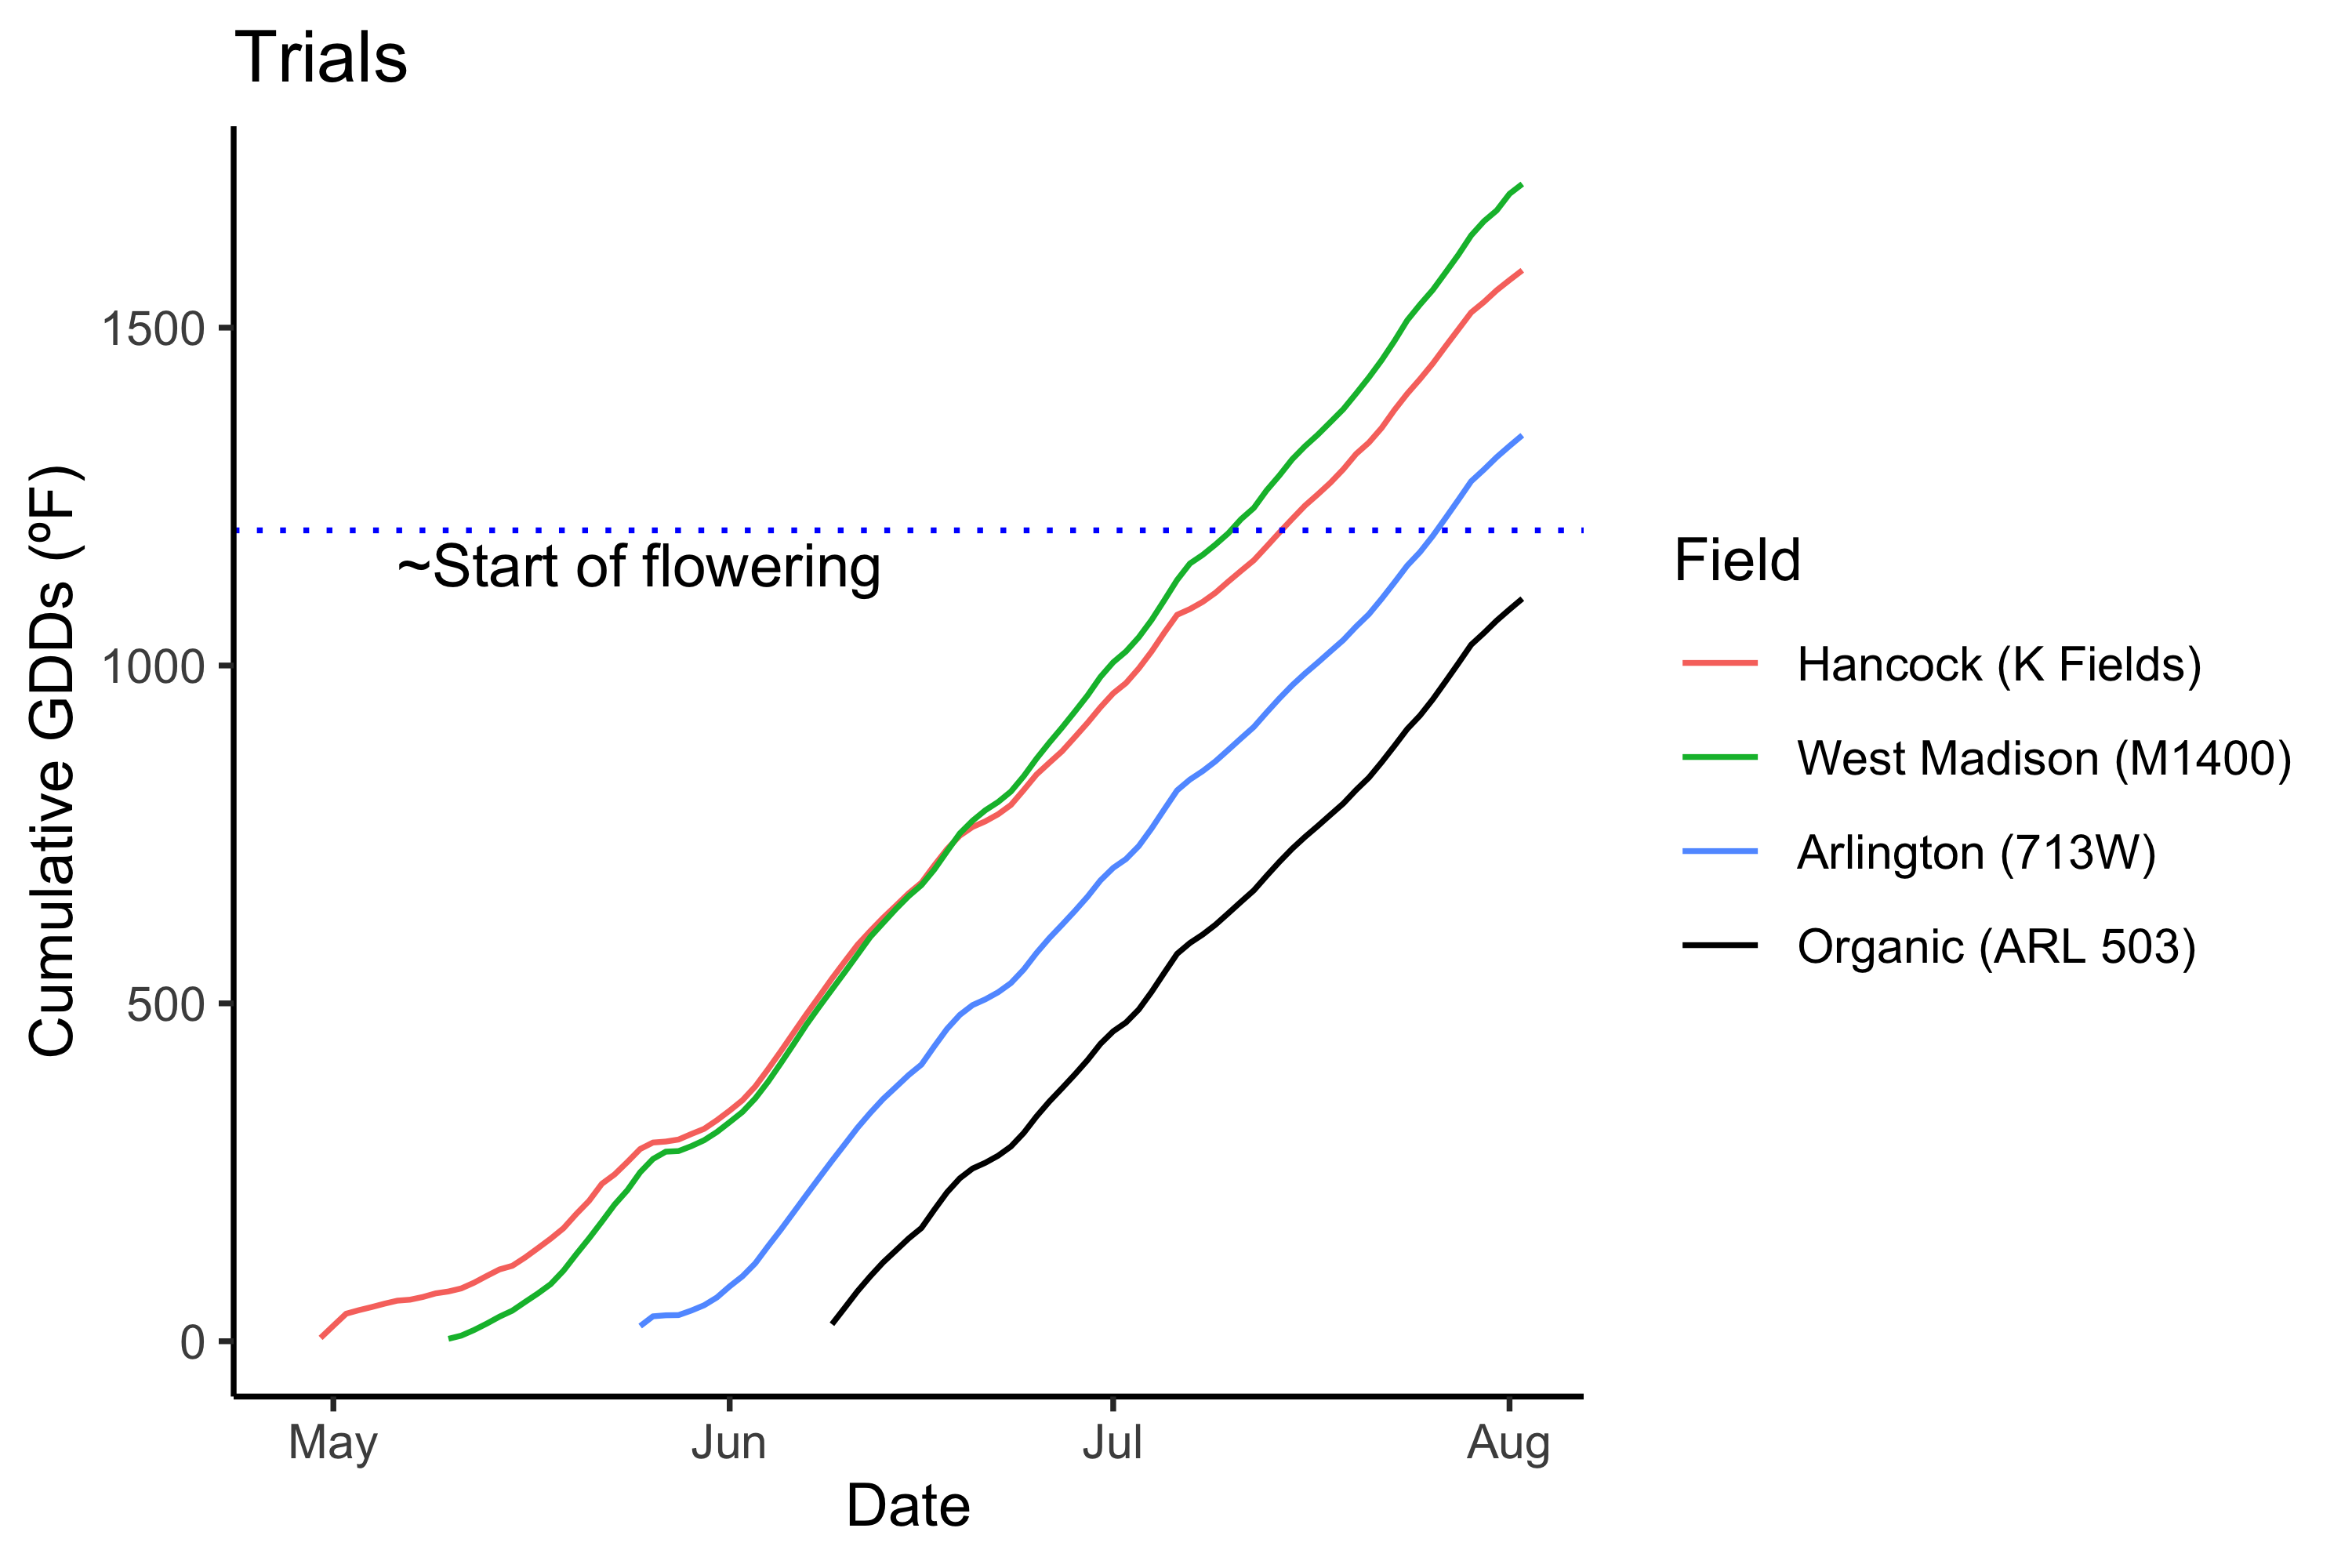 Trials
Cumulative GDDs (ºF)
1500
1000
500
0
~Start of flowering
May
Jun
Jul
Aug
Date
Field
Hancock (K Fields)
West Madison (M1400)
Arlington (713W)
Organic (ARL 503)